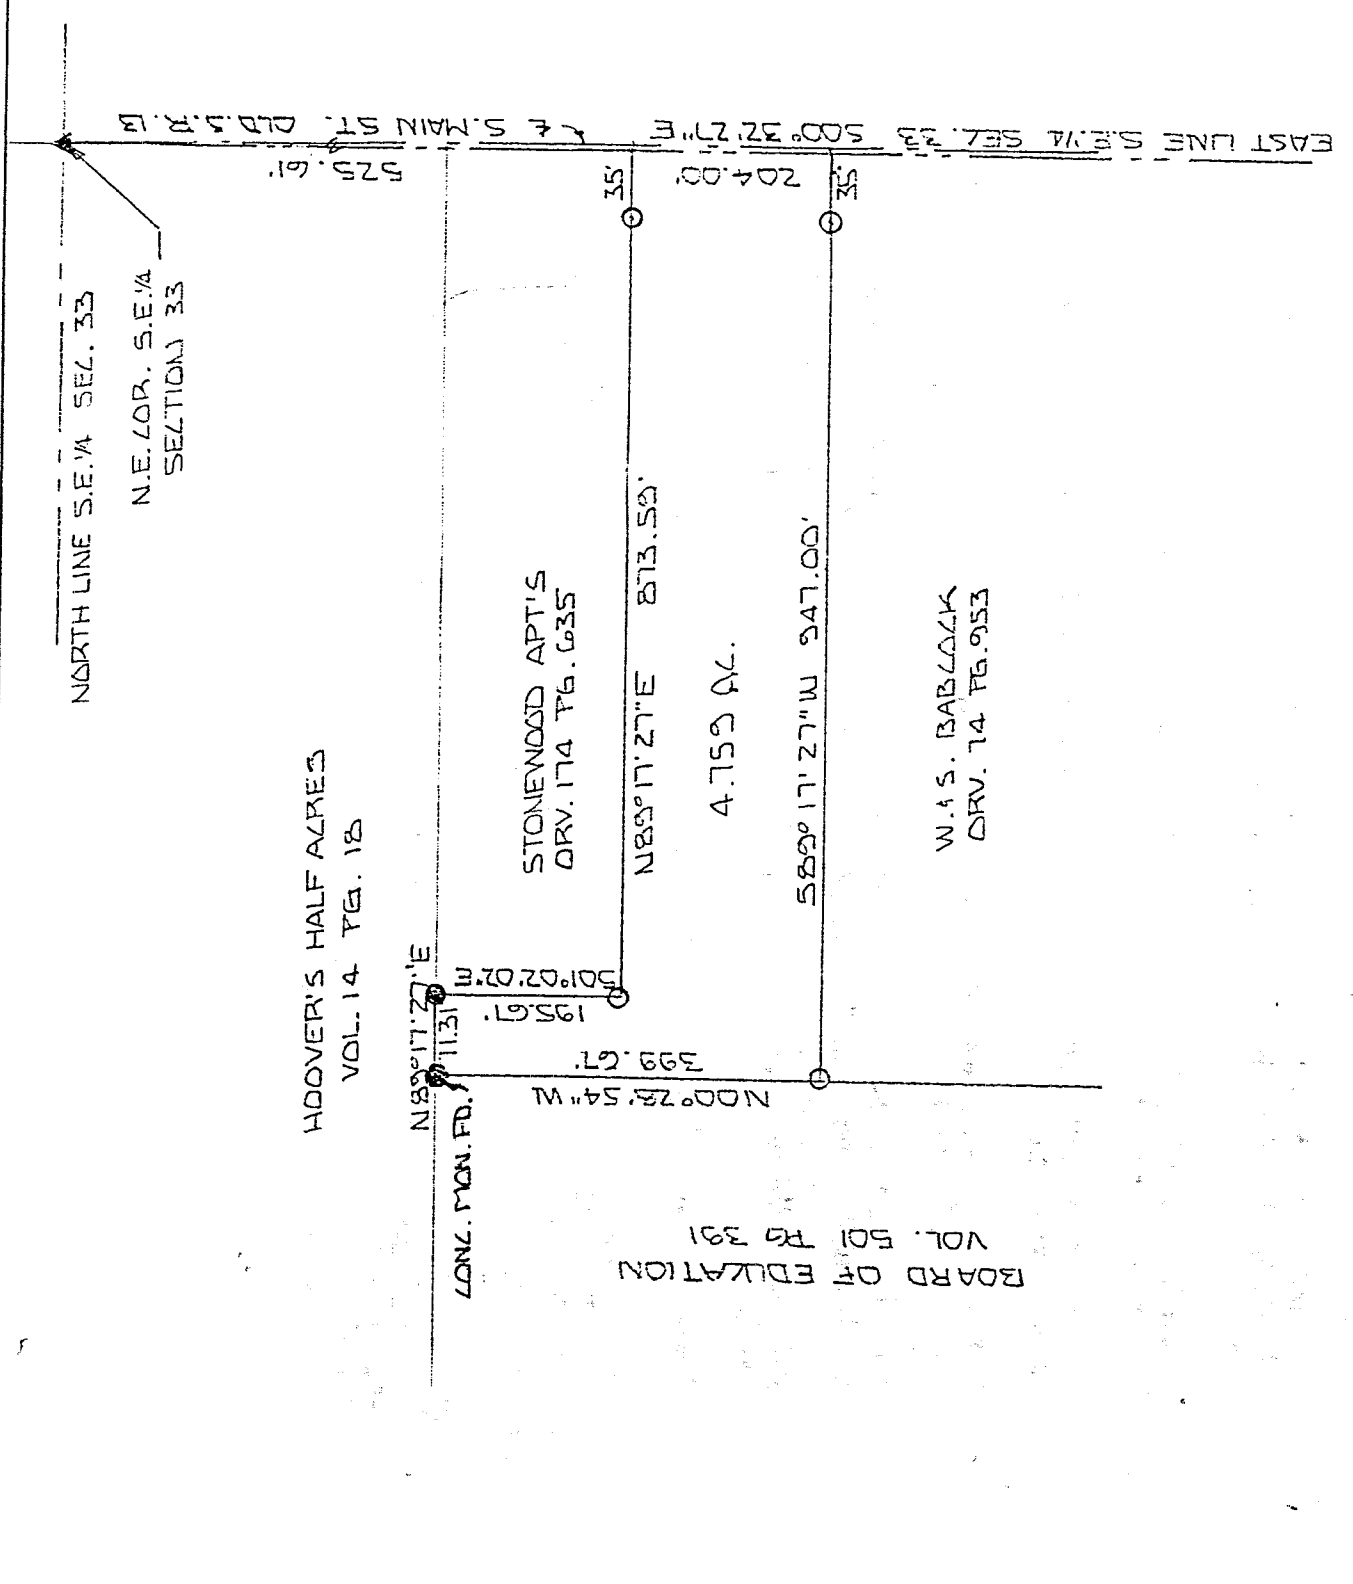 EAST LINE S.E.¼ SEC. 33 S00°32'27"E
℄ S.MAIN ST. OLD.S.R.13
525.61'
204.00'
35'
35'
NORTH LINE S.E.¼ SEC. 33
N.E.COR. S.E.¼
SECTION 33
HOOVER'S HALF ACRES
VOL.14 PG. 18
STONEWOOD APT'S
ORV. 174 PG. 635
N89°17'27"E 873.59'
4.759 AC.
S89°17'27"W 947.00'
W.&S. BABCOCK
ORV. 74 PG.953
N89°17'27"E
71.31
S01°02'02"E
195.67'
399.67'
N00°23'54"W
CONC. MON. FD.
BOARD OF EDUCATION
VOL. 501 PG 391